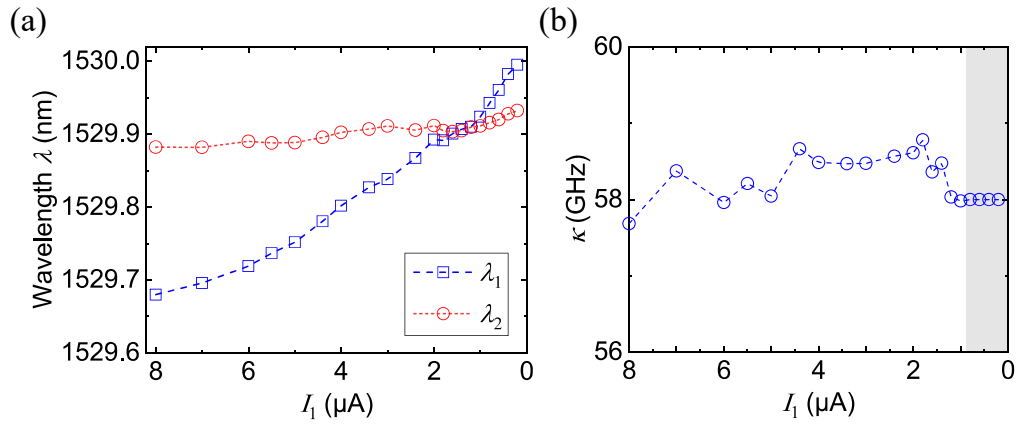 (a)
Wavelength λ (nm)
1530.0
1529.9
1529.8
1529.7
1529.6
8 6 4 2 0
I₁ (µA)
λ₁
λ₂
(b)
κ (GHz)
60
58
56
8 6 4 2 0
I₁ (µA)